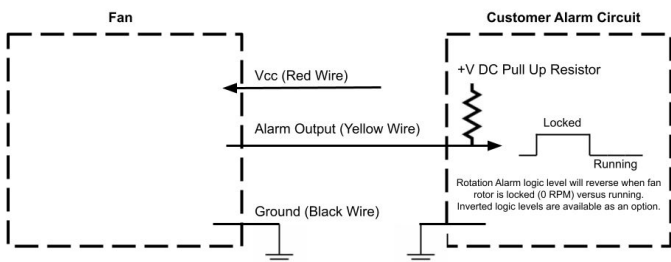 Fan
Customer Alarm Circuit
Vcc (Red Wire)
+V DC Pull Up Resistor
Alarm Output (Yellow Wire)
Locked
Running
Rotation Alarm logic level will reverse when fan
rotor is locked (0 RPM) versus running.
Inverted logic levels are available as an option.
Ground (Black Wire)